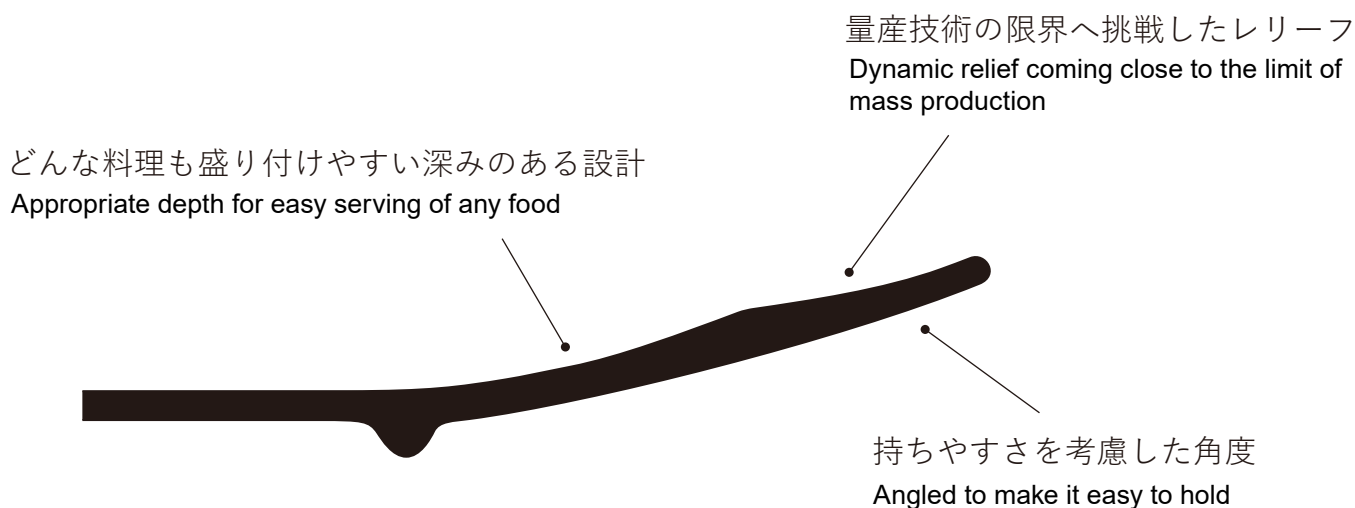 量産技術の限界へ挑戦したレリーフ
Dynamic relief coming close to the limit of
mass production
どんな料理も盛り付けやすい深みのある設計
Appropriate depth for easy serving of any food
持ちやすさを考慮した角度
Angled to make it easy to hold